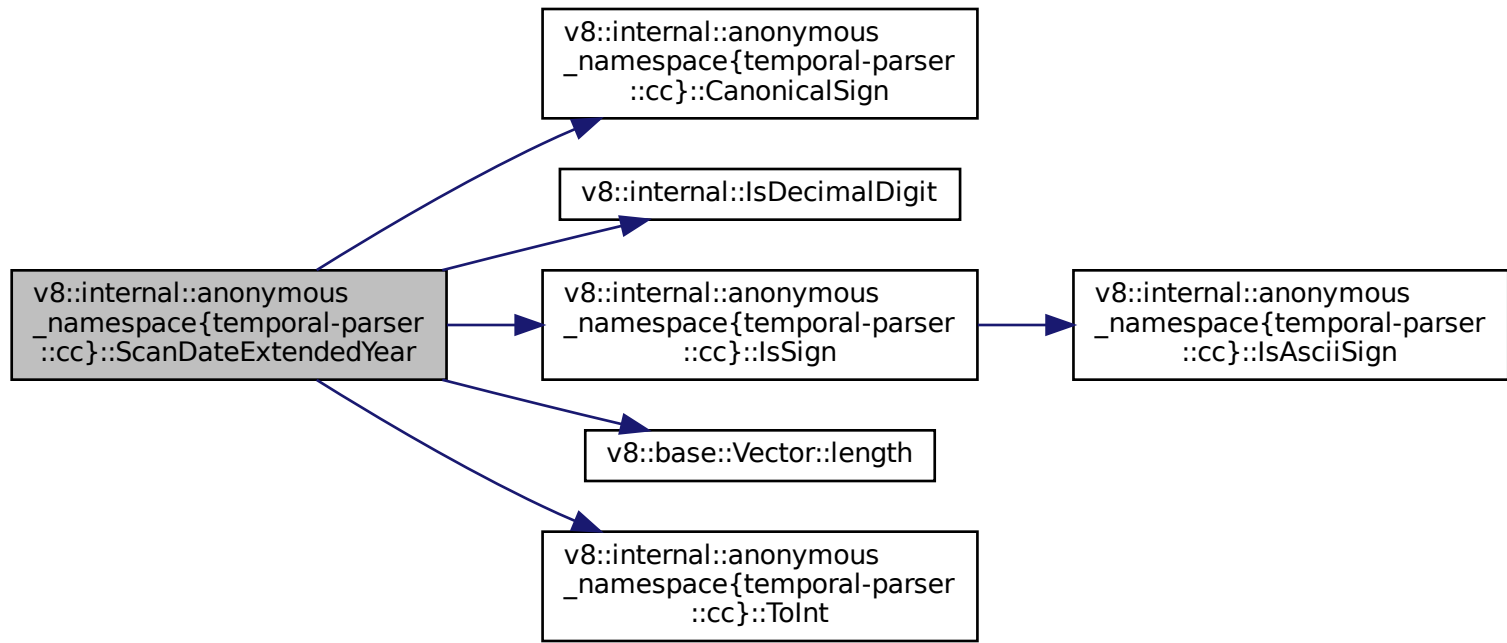 v8::internal::anonymous
_namespace{temporal-parser
::cc}::CanonicalSign
v8::internal::IsDecimalDigit
v8::internal::anonymous
_namespace{temporal-parser
::cc}::ScanDateExtendedYear
v8::internal::anonymous
_namespace{temporal-parser
::cc}::IsSign
v8::internal::anonymous
_namespace{temporal-parser
::cc}::IsAsciiSign
v8::base::Vector::length
v8::internal::anonymous
_namespace{temporal-parser
::cc}::ToInt